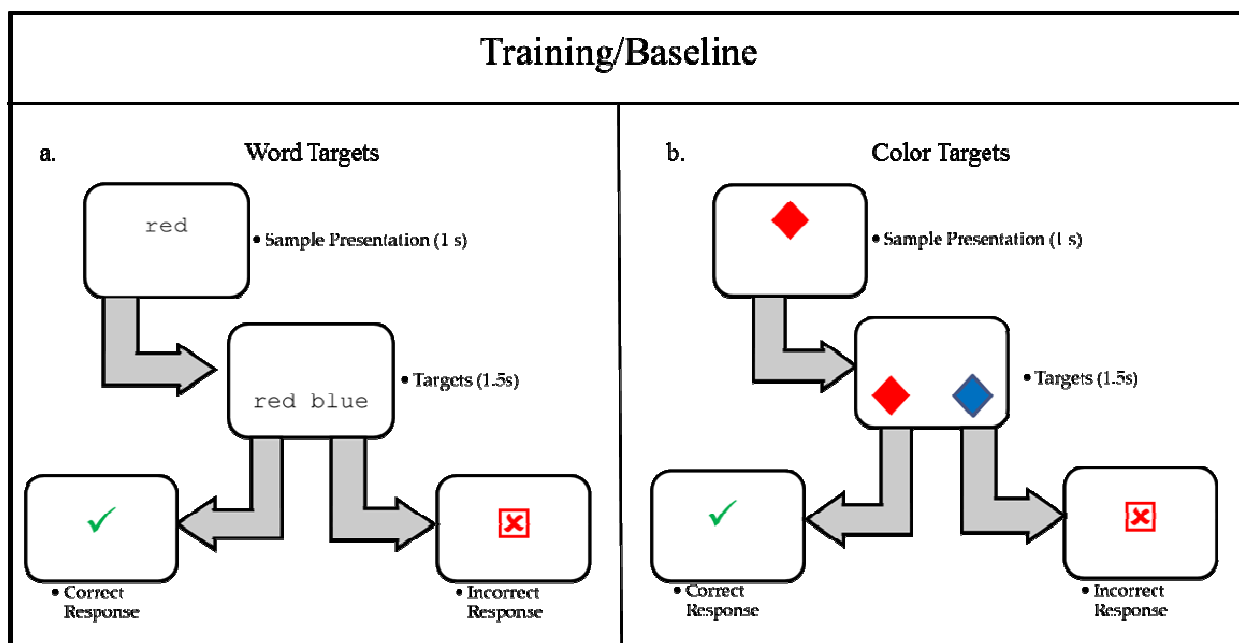 Training/Baseline
a.
Word Targets
red
• Sample Presentation (1 s)
red blue
• Targets (1.5s)
• Correct
Response
• Incorrect
Response
b.
Color Targets
• Sample Presentation (1 s)
• Targets (1.5s)
• Correct
Response
• Incorrect
Response